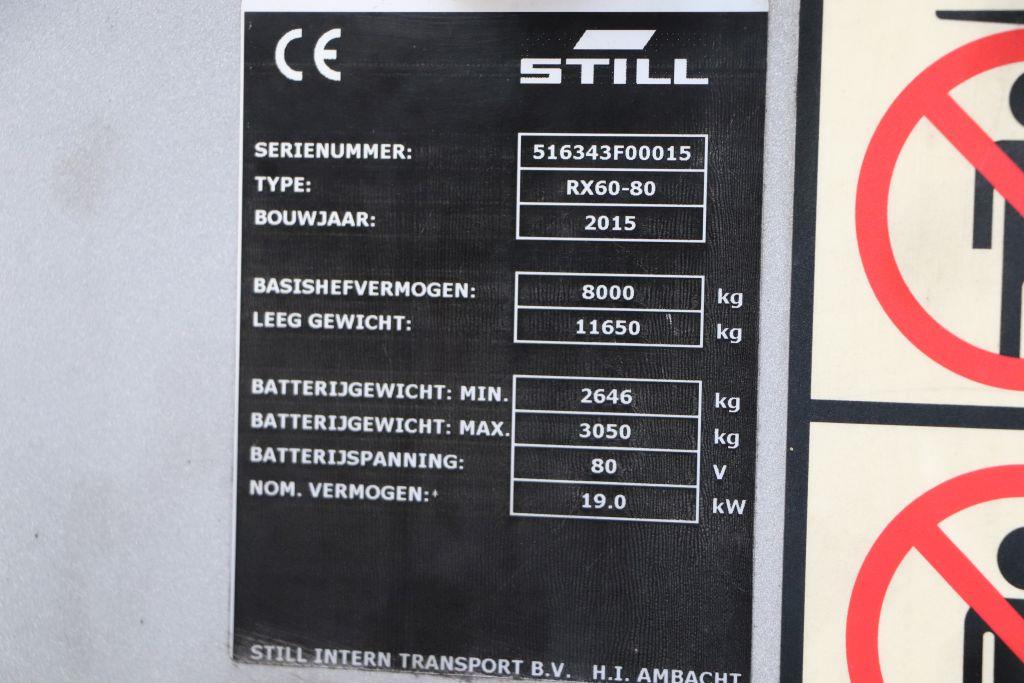 CE STILL
SERIENUMMER: 516343F00015
TYPE: RX60-80
BOUWJAAR: 2015
BASISHEFVERMOGEN: 8000 kg
LEEG GEWICHT: 11650 kg
BATTERIJGEWICHT: MIN. 2646 kg
BATTERIJGEWICHT: MAX. 3050 kg
BATTERIJSPANNING: 80 V
NOM. VERMOGEN:+ 19.0 kW
STILL INTERN TRANSPORT B.V. H.I. AMBACHT